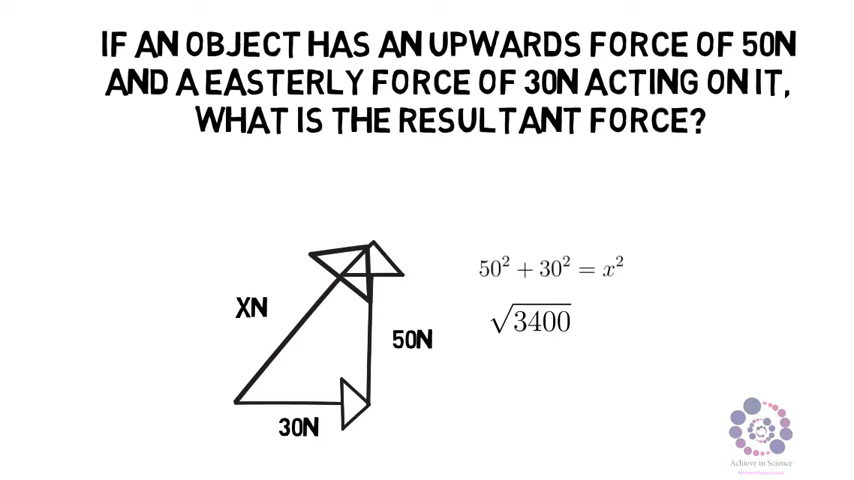 IF AN OBJECT HAS AN UPWARDS FORCE OF 50N
AND A EASTERLY FORCE OF 30N ACTING ON IT,
WHAT IS THE RESULTANT FORCE?
50² + 30² = x²
XN
√3400
50N
30N
Achieve in Science